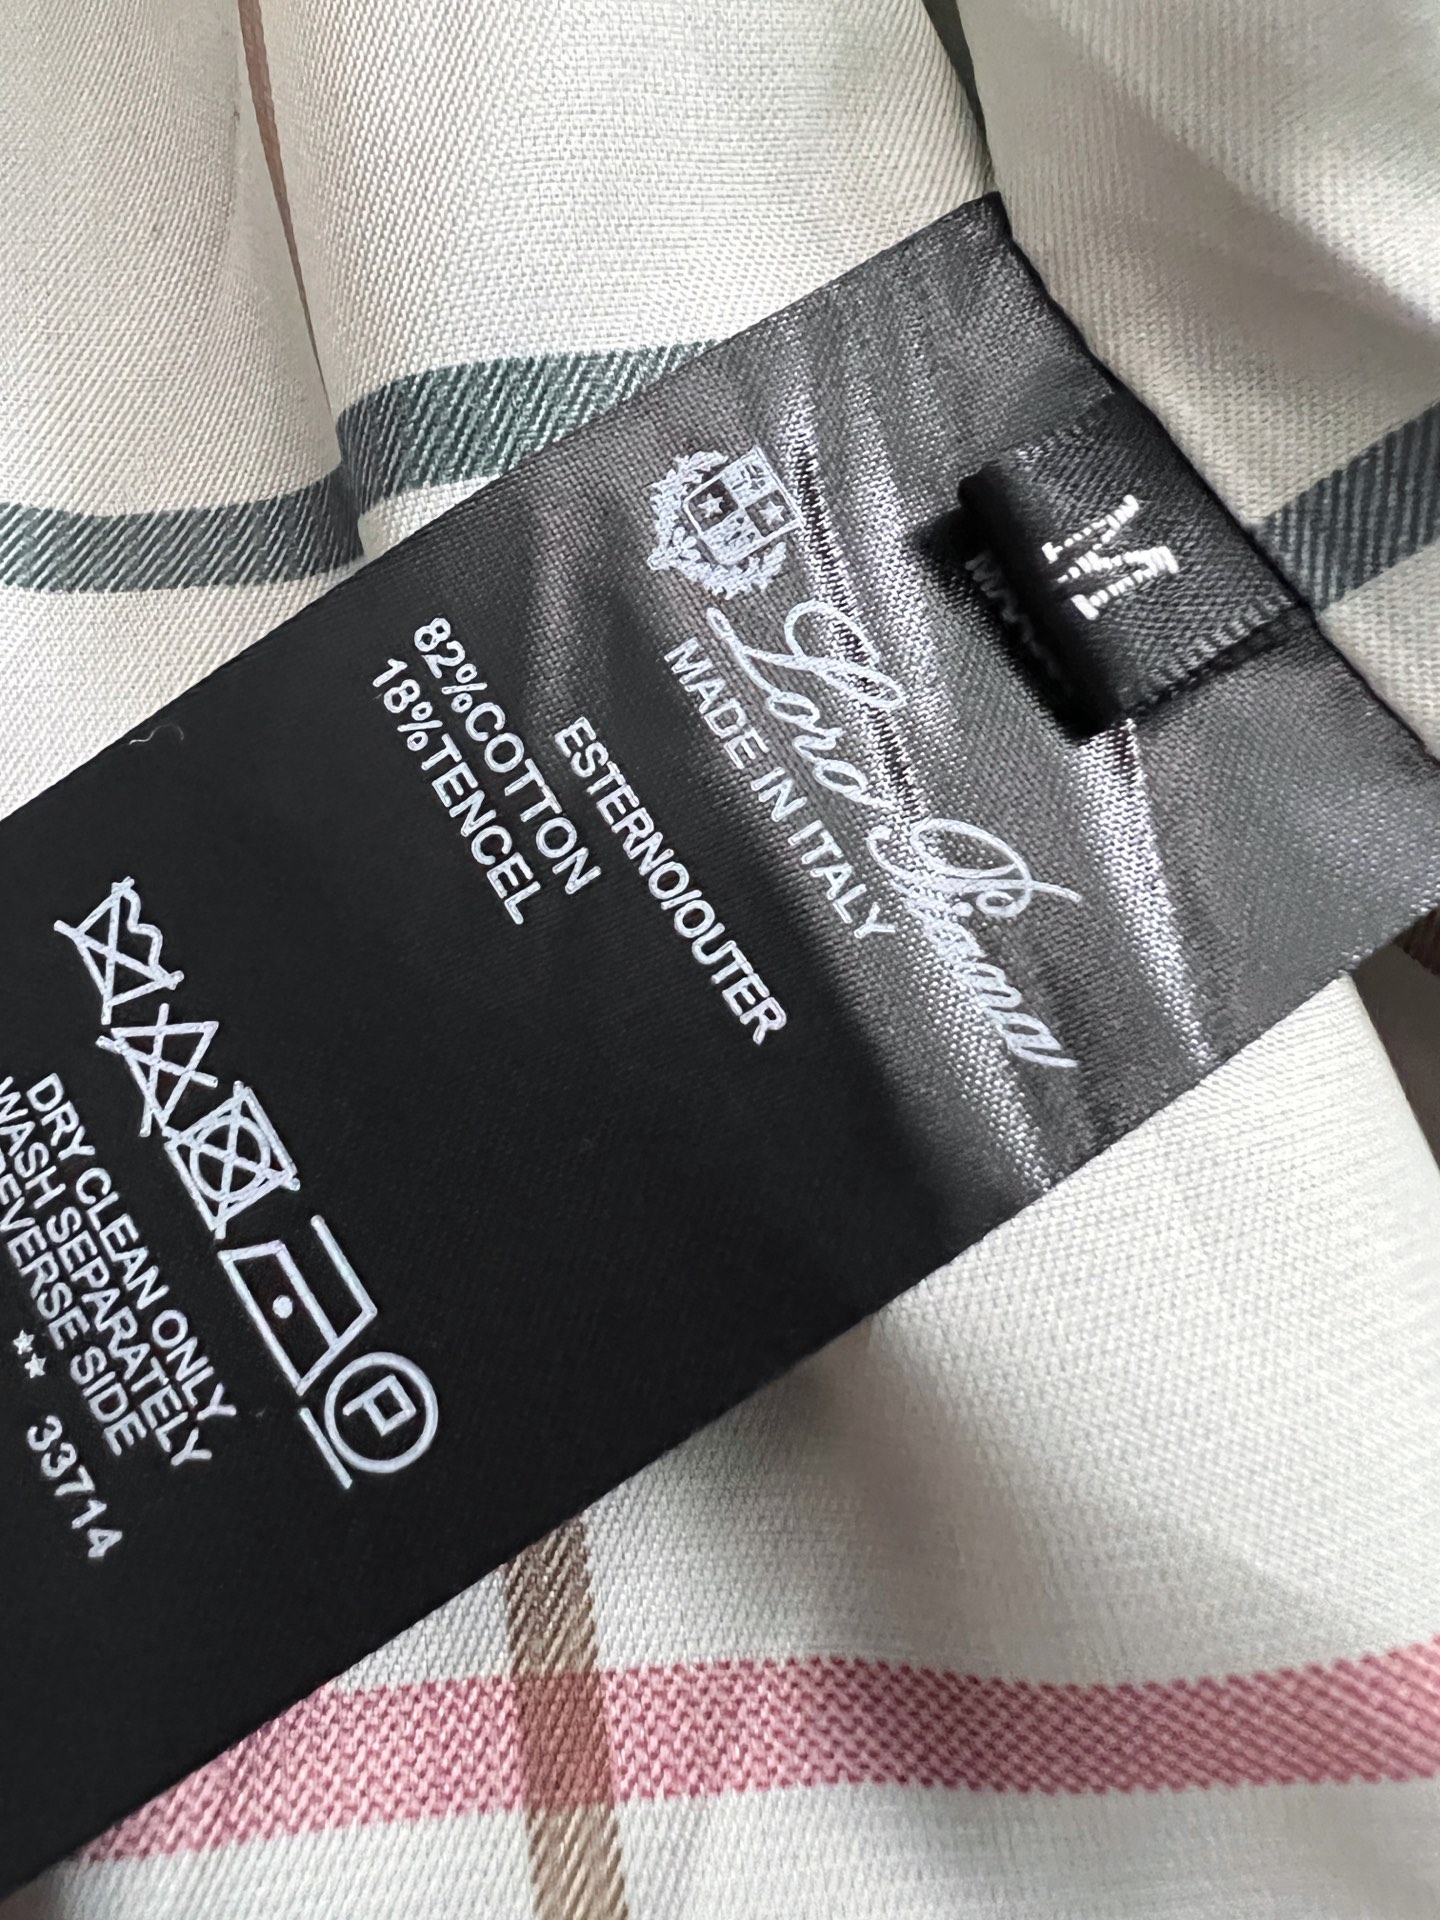 M
Loro Piana
MADE IN ITALY
ESTERNO/OUTER
82%COTTON
18%TENCEL
P
DRY CLEAN ONLY
WASH SEPARATELY
REVERSE SIDE
33714